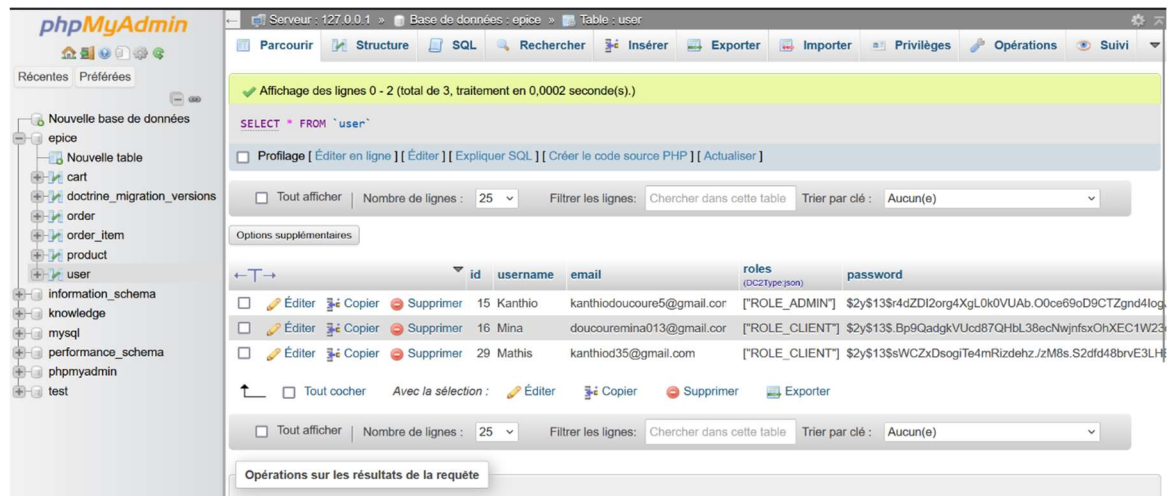 phpMyAdmin
Récentes Préférées
Nouvelle base de données
epice
Nouvelle table
cart
doctrine_migration_versions
order
order_item
product
user
information_schema
knowledge
mysql
performance_schema
phpmyadmin
test
Serveur : 127.0.0.1 » Base de données : epice » Table : user
Parcourir Structure SQL Rechercher Insérer Exporter Importer Privilèges Opérations Suivi
Affichage des lignes 0 - 2 (total de 3, traitement en 0,0002 seconde(s).)
SELECT * FROM `user`
Profilage [ Éditer en ligne ] [ Éditer ] [ Expliquer SQL ] [ Créer le code source PHP ] [ Actualiser ]
Tout afficher | Nombre de lignes : 25 Filtrer les lignes: Chercher dans cette table Trier par clé : Aucun(e)
Options supplémentaires
←T→ id username email roles (DC2Type:json) password
Éditer Copier Supprimer 15 Kanthio kanthiodoucoure5@gmail.cor ["ROLE_ADMIN"]
Éditer Copier Supprimer 16 Mina doucouremina013@gmail.cor ["ROLE_CLIENT"]
Éditer Copier Supprimer 29 Mathis kanthiod35@gmail.com ["ROLE_CLIENT"]
Tout cocher Avec la sélection : Éditer Copier Supprimer Exporter
Tout afficher | Nombre de lignes : 25 Filtrer les lignes: Chercher dans cette table Trier par clé : Aucun(e)
Opérations sur les résultats de la requête